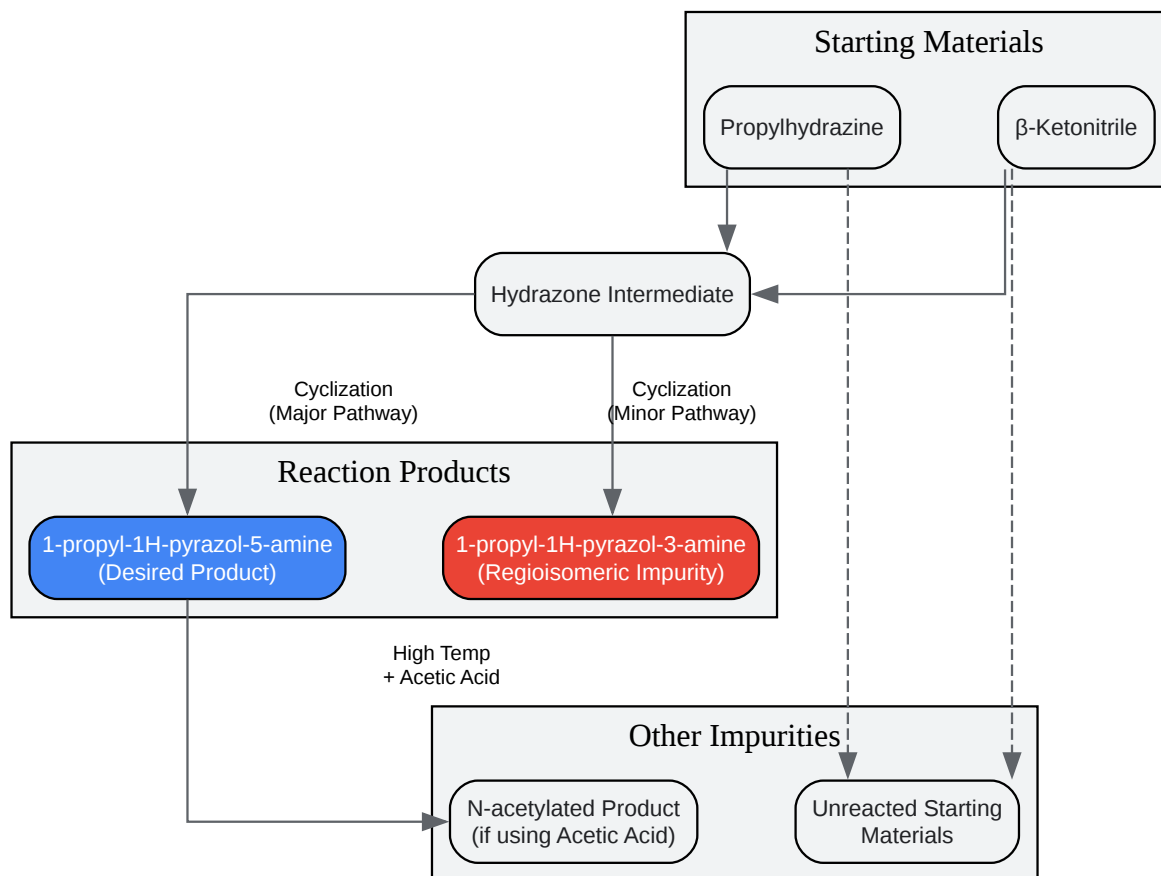 Starting Materials
Propylhydrazine
β-Ketonitrile
Hydrazone Intermediate
Cyclization
(Major Pathway)
Cyclization
(Minor Pathway)
Reaction Products
1-propyl-1H-pyrazol-5-amine
(Desired Product)
1-propyl-1H-pyrazol-3-amine
(Regioisomeric Impurity)
High Temp
+ Acetic Acid
Other Impurities
N-acetylated Product
(if using Acetic Acid)
Unreacted Starting
Materials